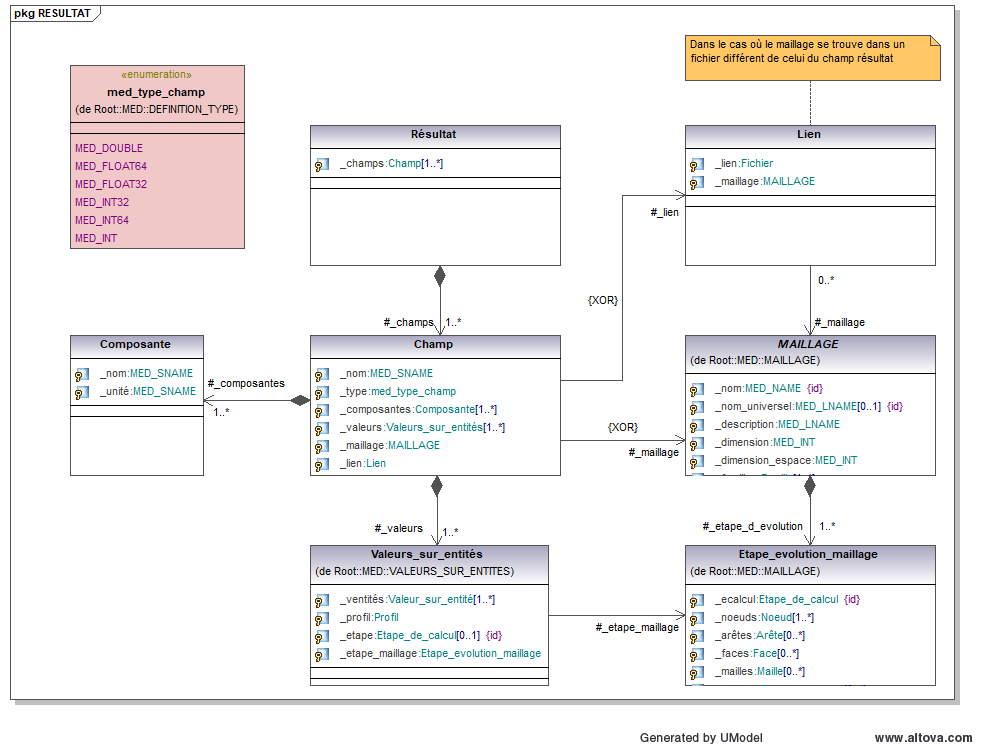 pkg RESULTAT
Dans le cas où le maillage se trouve dans un
fichier différent de celui du champ résultat
«enumeration»
med_type_champ
(de Root::MED::DEFINITION_TYPE)
MED_DOUBLE
MED_FLOAT64
MED_FLOAT32
MED_INT32
MED_INT64
MED_INT
Résultat
_champs:Champ[1..*]
Lien
_lien:Fichier
_maillage:MAILLAGE
#_lien
{XOR}
0..*
#_maillage
#_champs
1..*
Composante
_nom:MED_SNAME
_unité:MED_SNAME
#_composantes
1..*
Champ
_nom:MED_SNAME
_type:med_type_champ
_composantes:Composante[1..*]
_valeurs:Valeurs_sur_entités[1..*]
_maillage:MAILLAGE
_lien:Lien
{XOR}
#_maillage
MAILLAGE
(de Root::MED::MAILLAGE)
_nom:MED_NAME {id}
_nom_universel:MED_LNAME[0..1] {id}
_description:MED_LNAME
_dimension:MED_INT
_dimension_espace:MED_INT
#_valeurs
1..*
#_etape_d_evolution
1..*
Valeurs_sur_entités
(de Root::MED::VALEURS_SUR_ENTITES)
_ventités:Valeur_sur_entité[1..*]
_profil:Profil
_etape:Etape_de_calcul[0..1] {id}
_etape_maillage:Etape_evolution_maillage
#_etape_maillage
Etape_evolution_maillage
(de Root::MED::MAILLAGE)
_ecalcul:Etape_de_calcul {id}
_noeuds:Noeud[1..*]
_arêtes:Arête[0..*]
_faces:Face[0..*]
_mailles:Maille[0..*]
Generated by UModel
www.altova.com